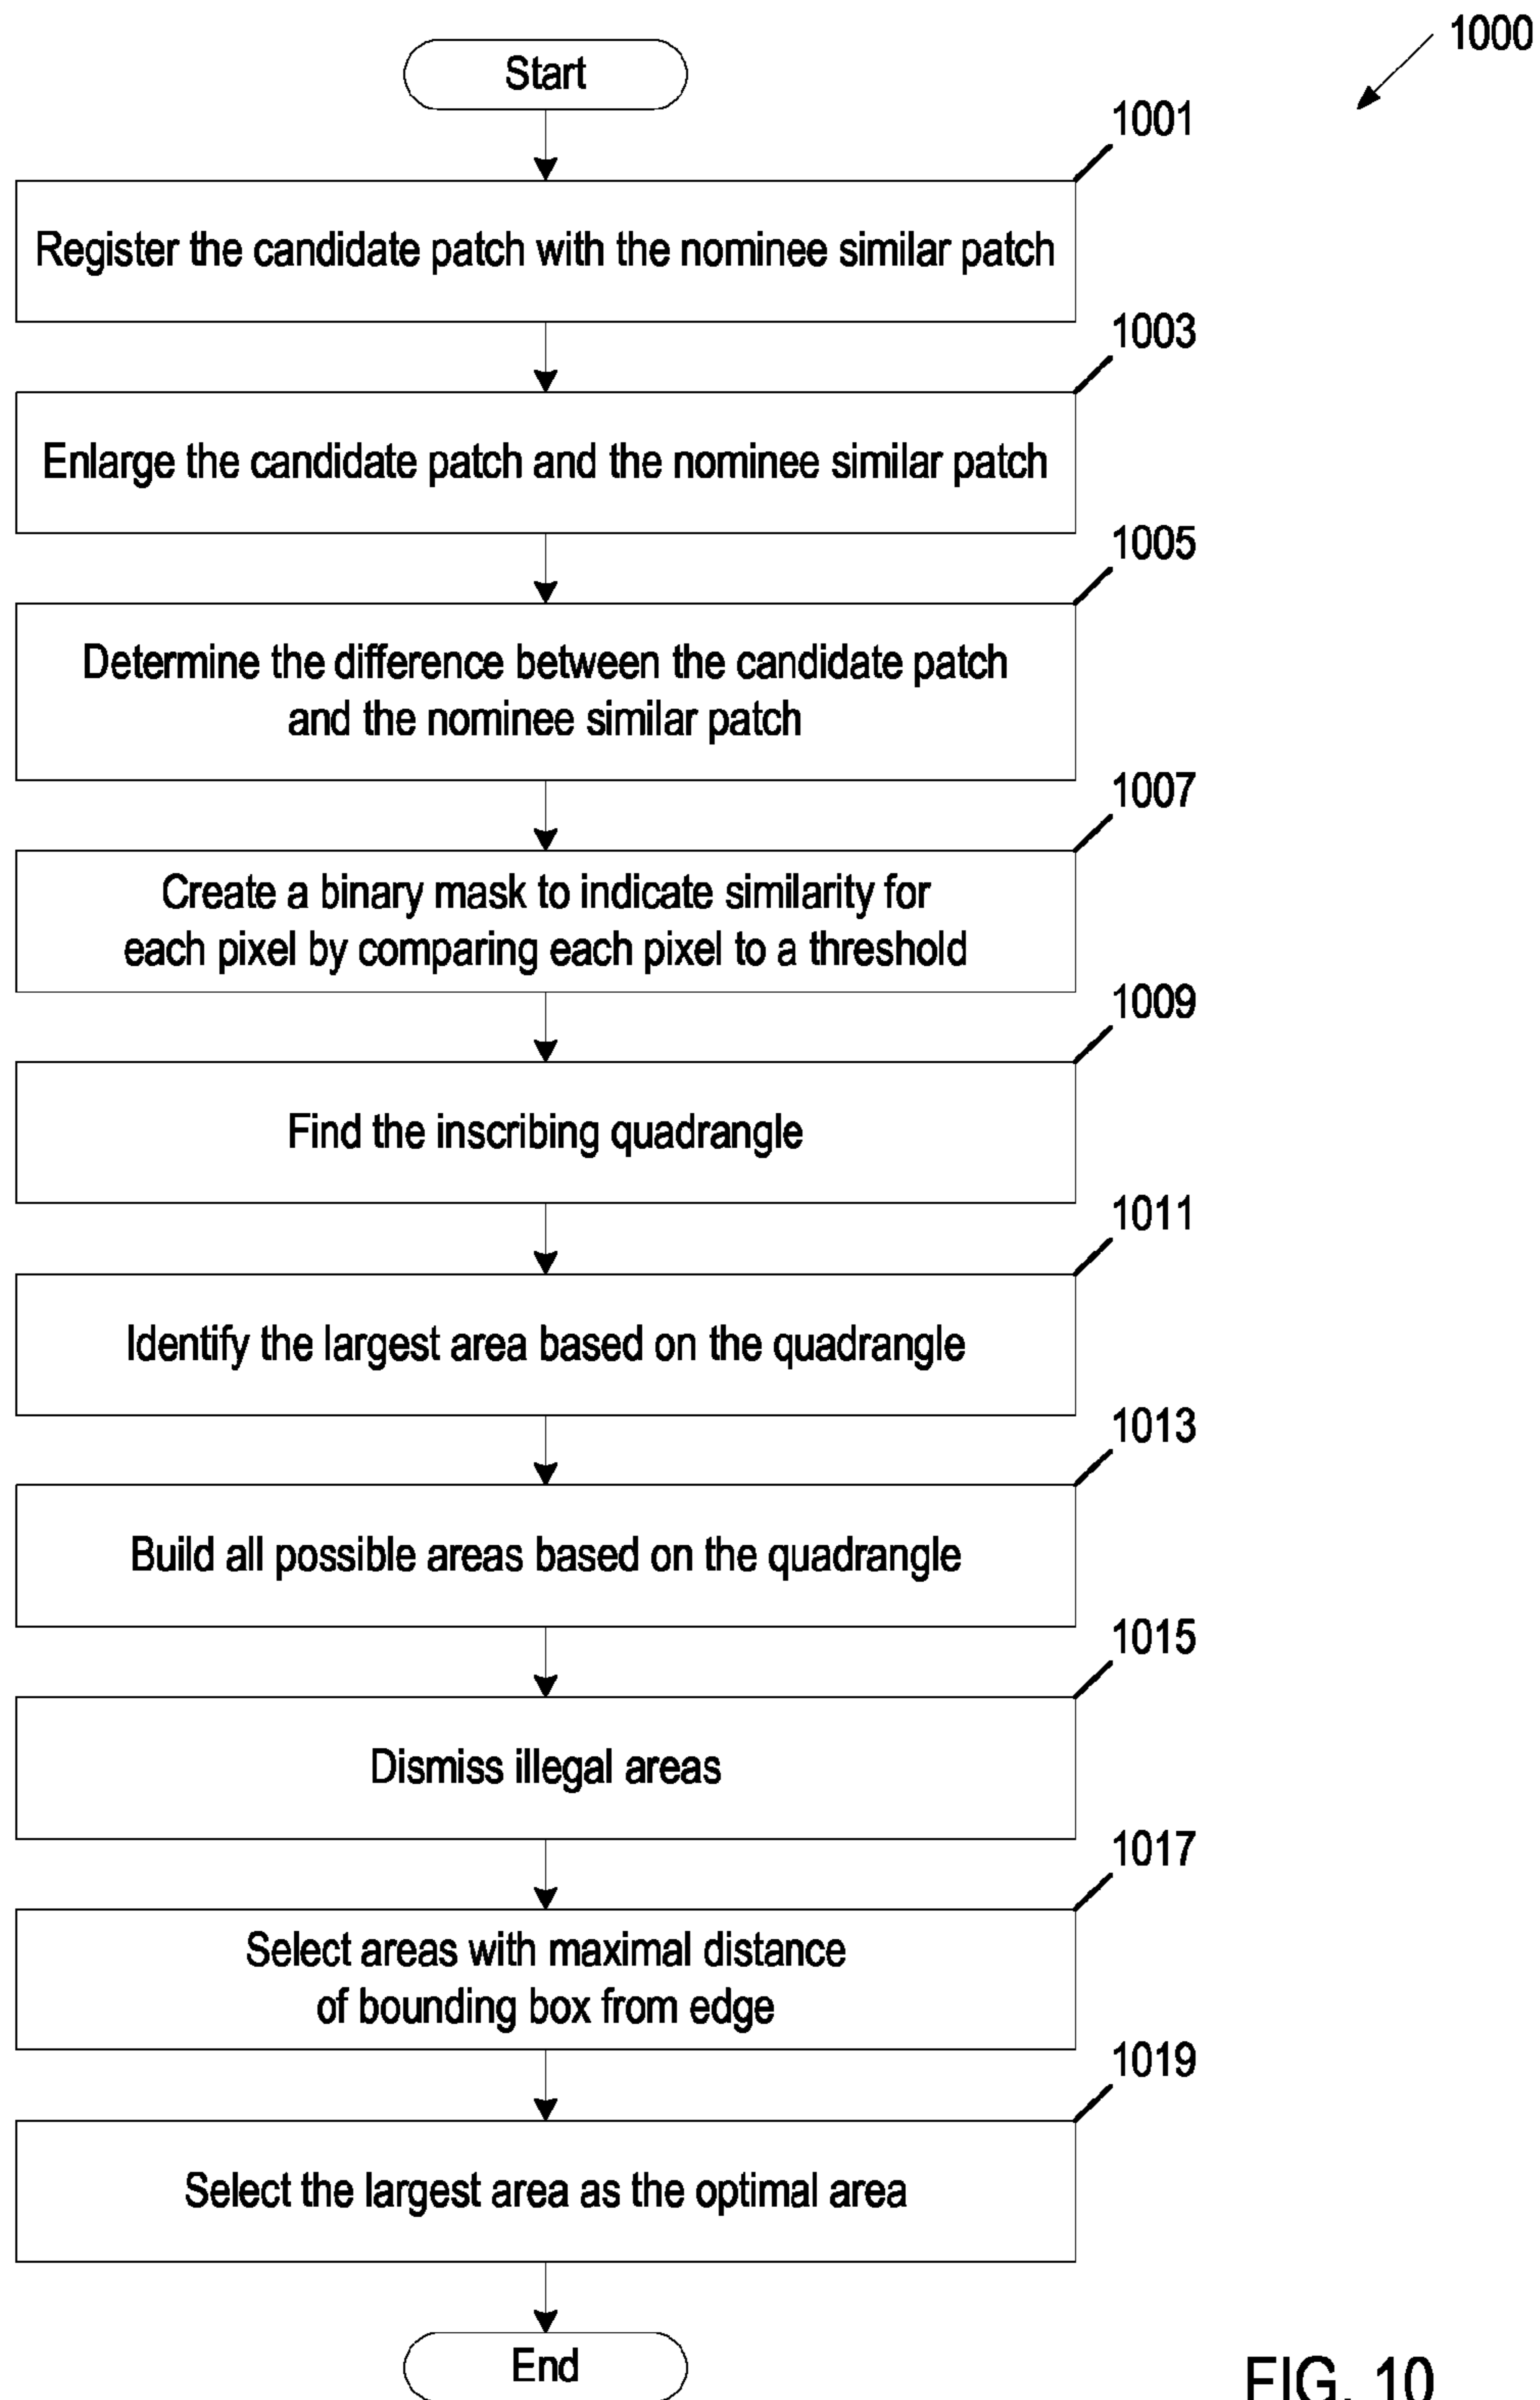 1000
Start
1001
Register the candidate patch with the nominee similar patch
1003
Enlarge the candidate patch and the nominee similar patch
1005
Determine the difference between the candidate patch
and the nominee similar patch
1007
Create a binary mask to indicate similarity for
each pixel by comparing each pixel to a threshold
1009
Find the inscribing quadrangle
1011
Identify the largest area based on the quadrangle
1013
Build all possible areas based on the quadrangle
1015
Dismiss illegal areas
1017
Select areas with maximal distance
of bounding box from edge
1019
Select the largest area as the optimal area
End
FIG. 10